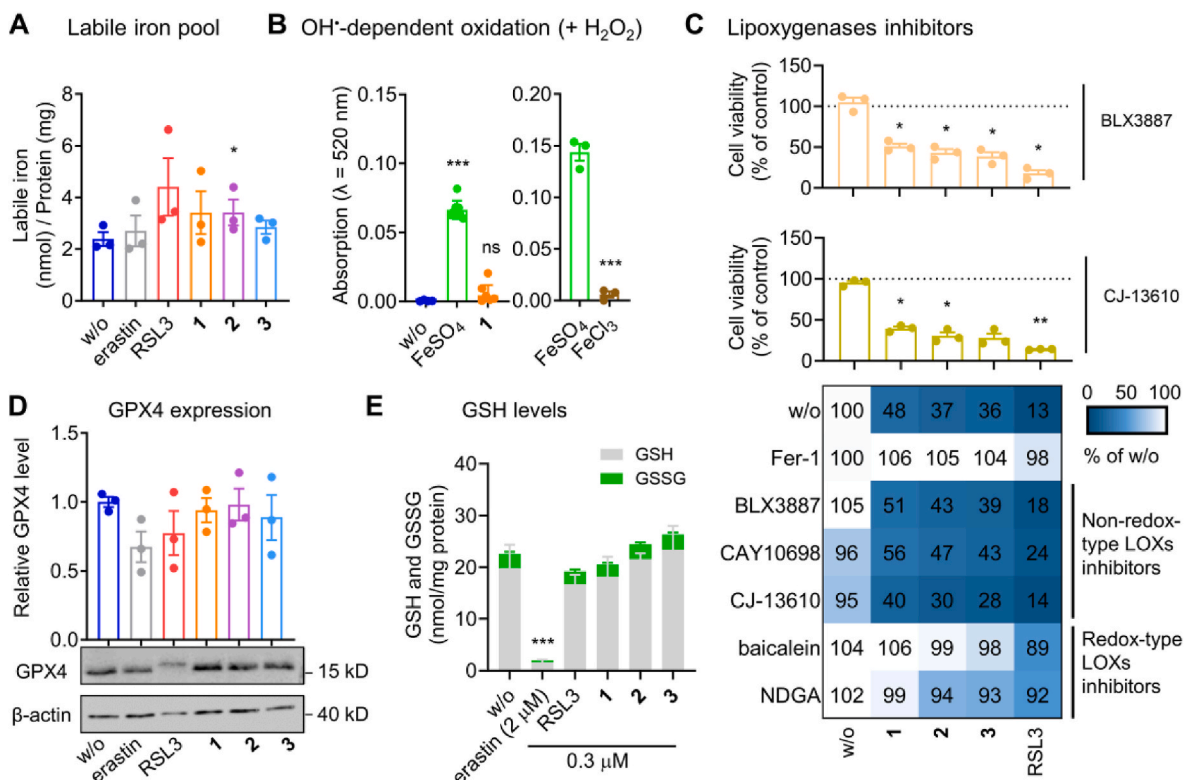 A Labile iron pool
Labile iron
(nmol) / Protein (mg)
8
6
4
2
0
*
w/o
erastin
RSL3
1
2
3
B OH•-dependent oxidation (+ H₂O₂)
Absorption (λ = 520 nm)
0.15
0.10
0.05
0.00
***
ns
w/o
FeSO₄
1
0.20
0.15
0.10
0.05
0.00
***
FeSO₄
FeCl₃
C Lipoxygenases inhibitors
Cell viability
(% of control)
150
100
50
0
* * * *
BLX3887
Cell viability
(% of control)
150
100
50
0
* * **
CJ-13610
w/o 100 48 37 36 13
Fer-1 100 106 105 104 98
BLX3887 105 51 43 39 18
CAY10698 96 56 47 43 24
CJ-13610 95 40 30 28 14
baicalein 104 106 99 98 89
NDGA 102 99 94 93 92
w/o 1 2 3 RSL3
0 50 100
% of w/o
Non-redox-
type LOXs
inhibitors
Redox-type
LOXs
inhibitors
D GPX4 expression
Relative GPX4 level
1.5
1.0
0.5
0.0
GPX4 - 15 kD
β-actin - 40 kD
w/o
erastin
RSL3
1
2
3
E GSH levels
GSH
GSSG
GSH and GSSG
(nmol/mg protein)
40
30
20
10
0
***
w/o
erastin (2 μM)
RSL3
1
2
3
0.3 μM